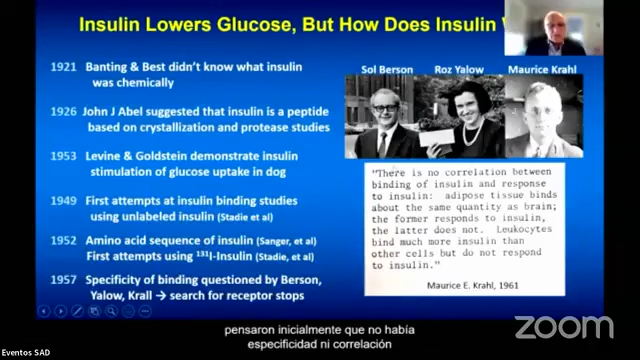 Insulin Lowers Glucose, But How Does Insulin
1921 Banting & Best didn't know what insulin
was chemically
1926 John J Abel suggested that insulin is a peptide
based on crystallization and protease studies
1953 Levine & Goldstein demonstrate insulin
stimulation of glucose uptake in dog
1949 First attempts at insulin binding studies
using unlabeled insulin (Stadie et al)
1952 Amino acid sequence of insulin (Sanger, et al)
First attempts using 131I-Insulin (Stadie, et al)
1957 Specificity of binding questioned by Berson,
Yalow, Krall → search for receptor stops
Sol Berson Roz Yalow Maurice Krahl
"There is no correlation between
binding of insulin and response
to insulin: adipose tissue binds
about the same quantity as brain;
the former responds to insulin,
the latter does not. Leukocytes
bind much more insulin than
other cells but do not respond
to insulin."
Maurice E. Krahl, 1961
pensaron inicialmente que no había
especificidad ni correlación
zoom
Eventos SAD